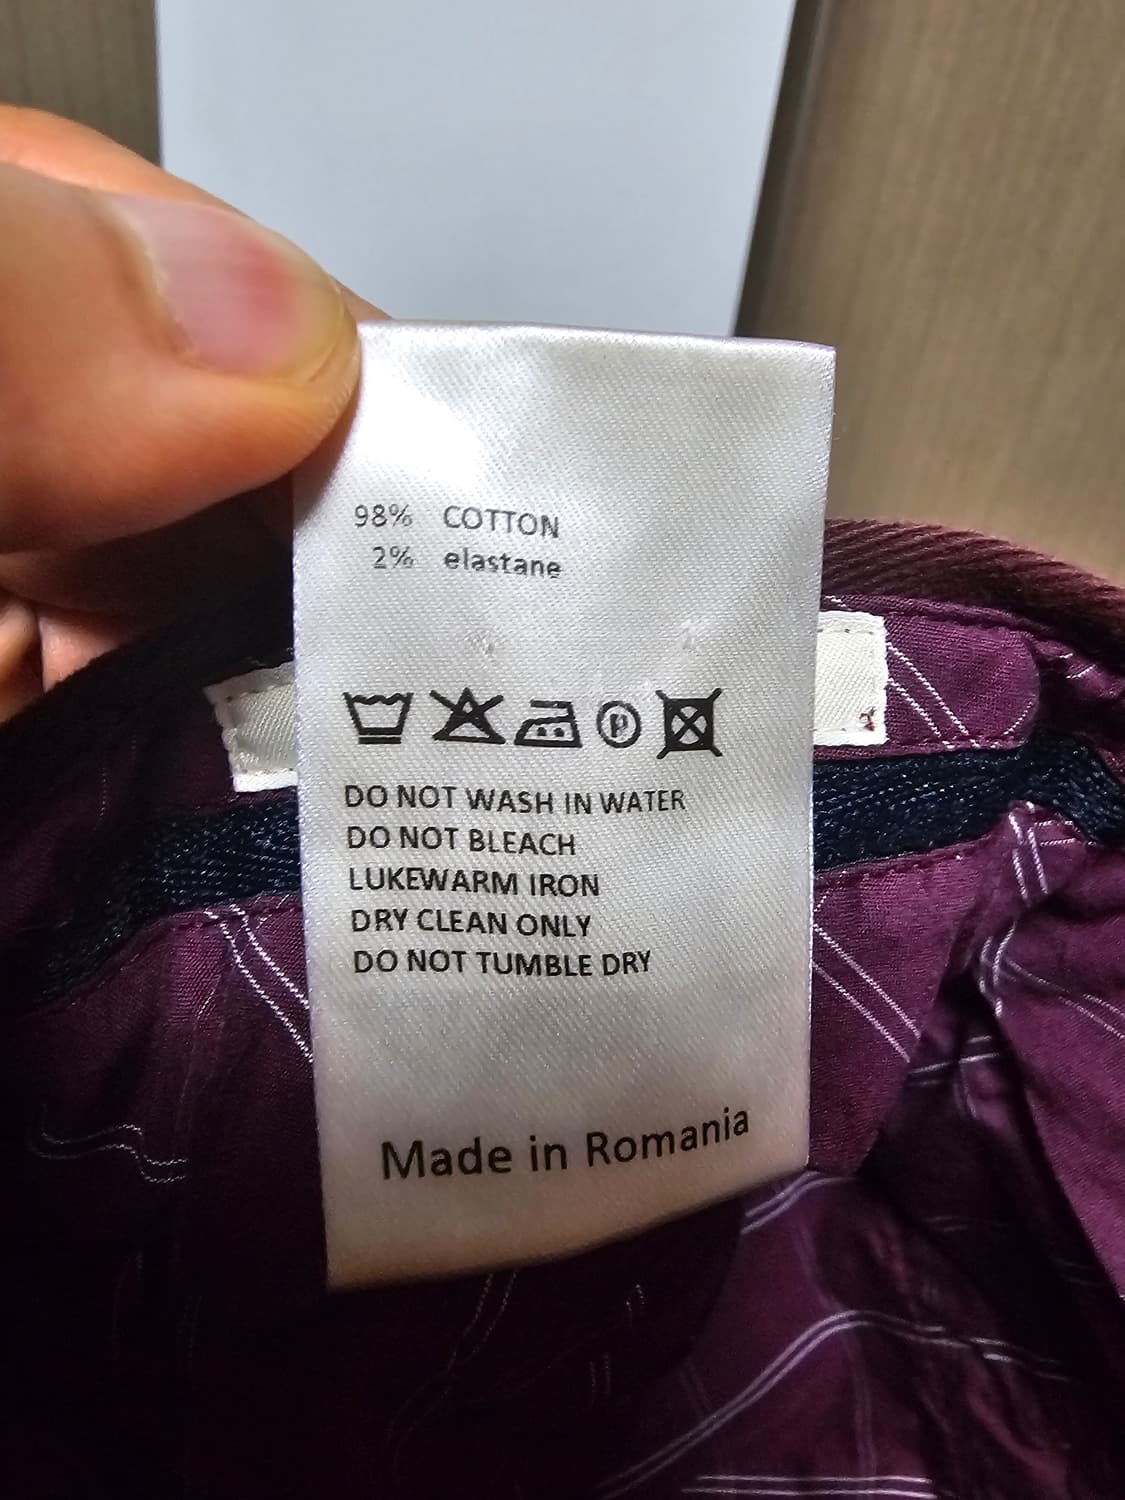 98% COTTON
2% elastane
P
DO NOT WASH IN WATER
DO NOT BLEACH
LUKEWARM IRON
DRY CLEAN ONLY
DO NOT TUMBLE DRY
Made in Romania